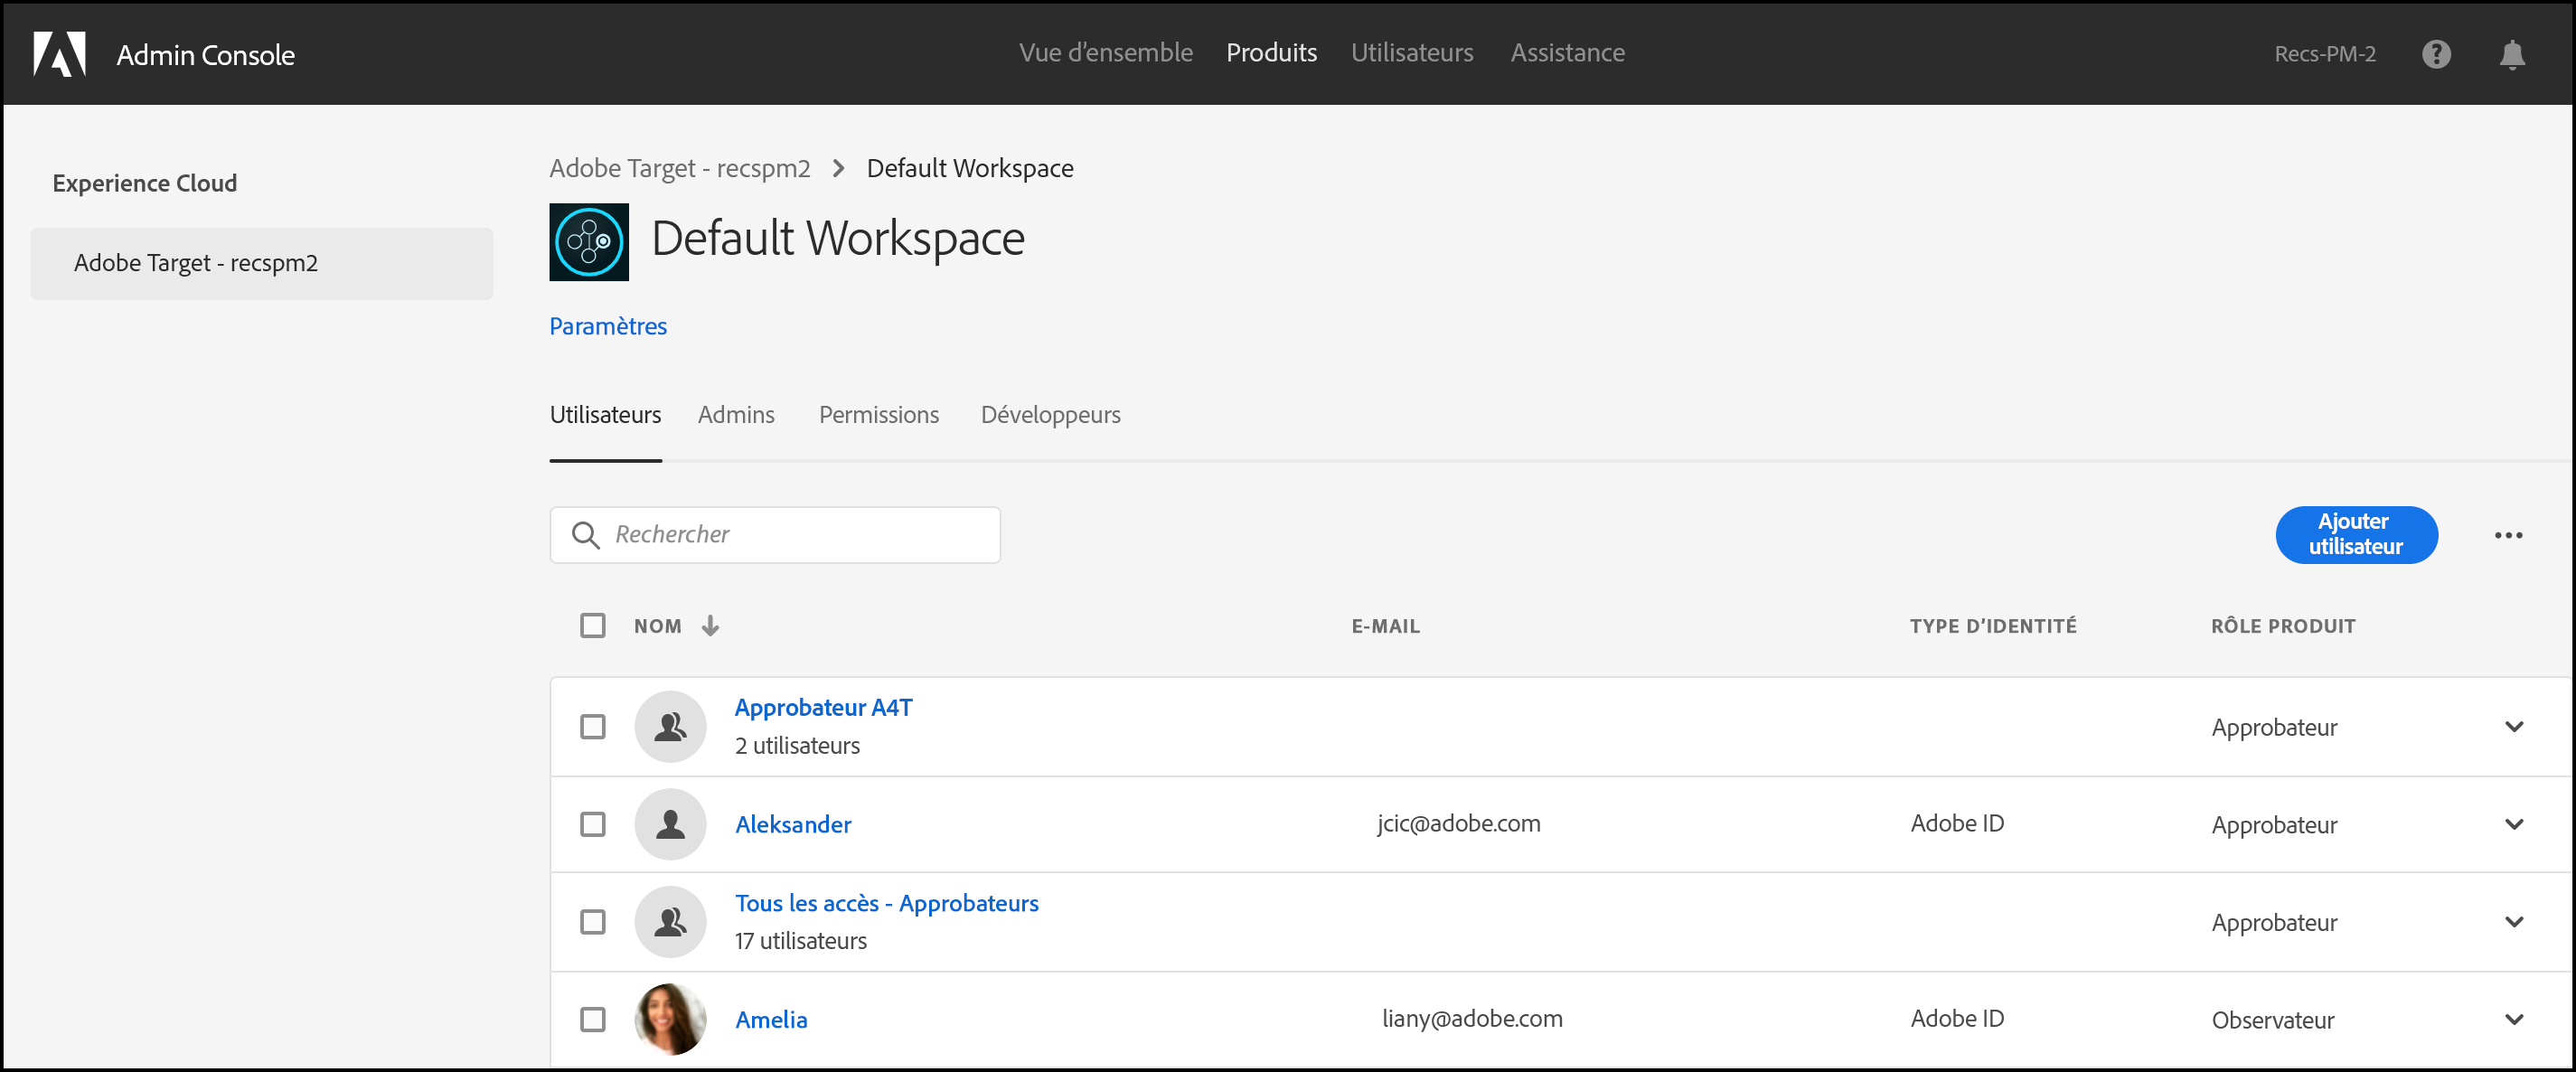 Admin Console
Vue d’ensemble Produits Utilisateurs Assistance
Recs-PM-2
Experience Cloud
Adobe Target - recspm2
Adobe Target - recspm2 Default Workspace
Default Workspace
Paramètres
Utilisateurs Admins Permissions Développeurs
Rechercher
Ajouter
utilisateur
NOM E-MAIL TYPE D’IDENTITÉ RÔLE PRODUIT
Approbateur A4T
2 utilisateurs
Approbateur
Aleksander jcic@adobe.com Adobe ID Approbateur
Tous les accès - Approbateurs
17 utilisateurs
Approbateur
Amelia liany@adobe.com Adobe ID Observateur